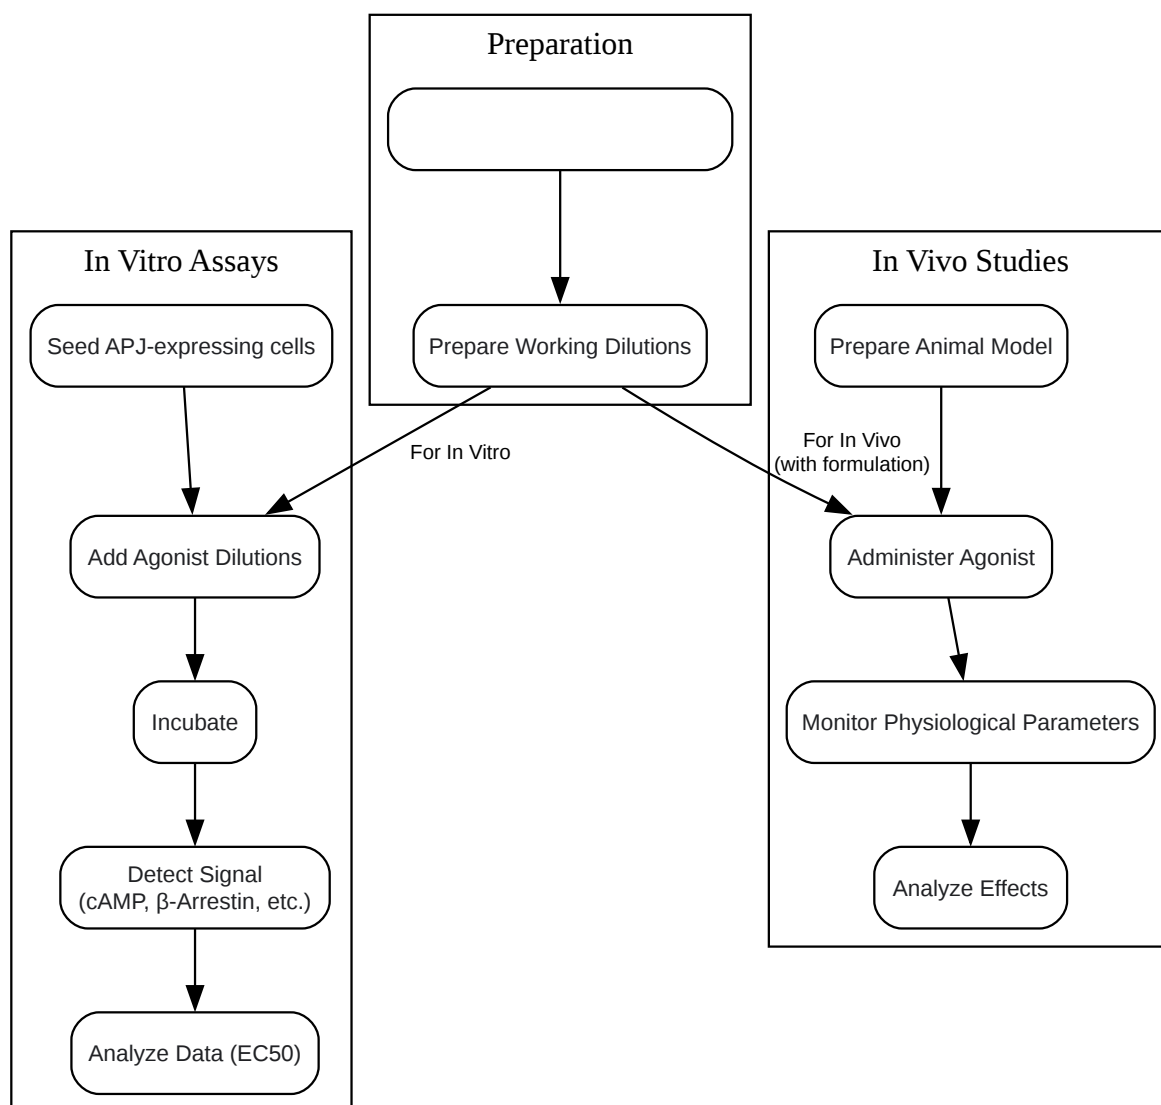 Preparation
Prepare Working Dilutions
In Vitro Assays
Seed APJ-expressing cells
For In Vitro
Add Agonist Dilutions
Incubate
Detect Signal
(cAMP, β-Arrestin, etc.)
Analyze Data (EC50)
In Vivo Studies
Prepare Animal Model
For In Vivo
(with formulation)
Administer Agonist
Monitor Physiological Parameters
Analyze Effects